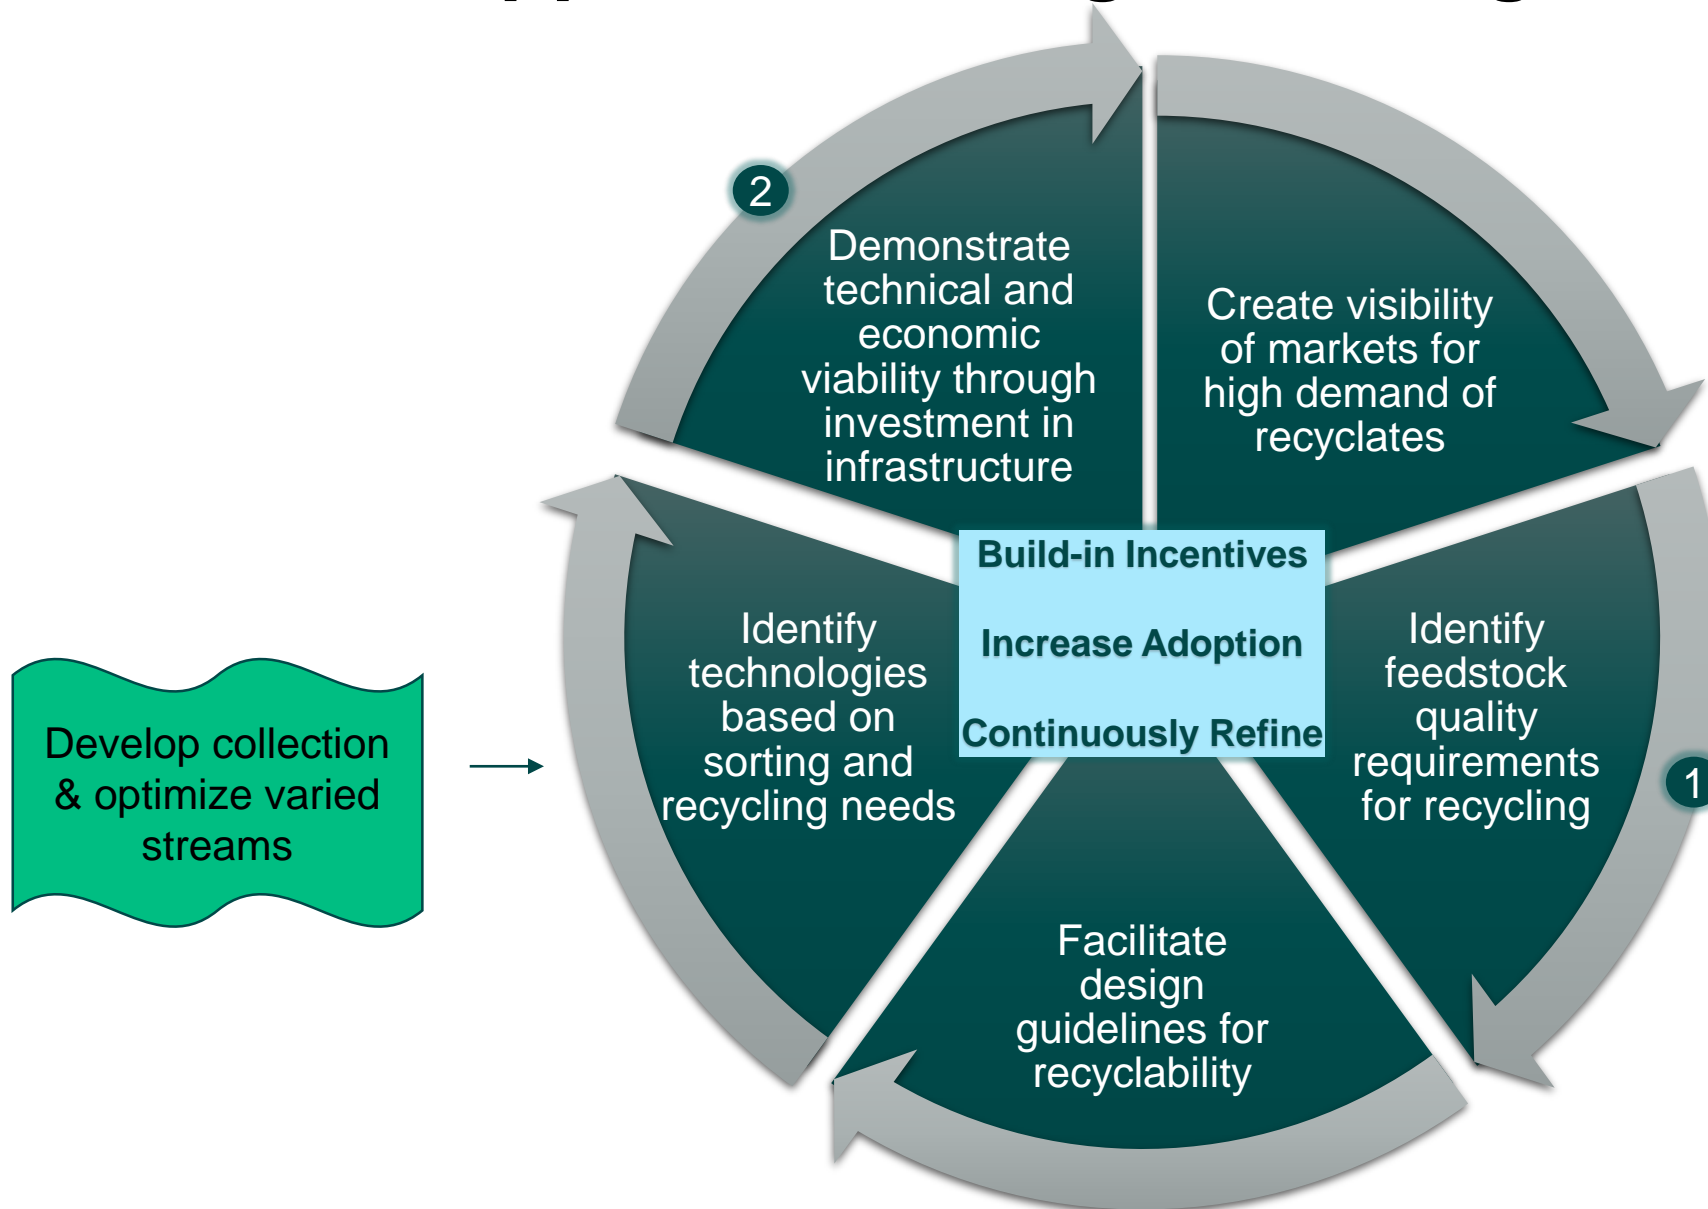 2
Demonstrate
technical and
economic
viability through
investment in
infrastructure
Create visibility
of markets for
high demand of
recyclates
Build-in Incentives
Increase Adoption
Continuously Refine
Identify
technologies
based on
sorting and
recycling needs
Identify
feedstock
quality
requirements
for recycling
1
Develop collection
& optimize varied
streams
Facilitate
design
guidelines for
recyclability